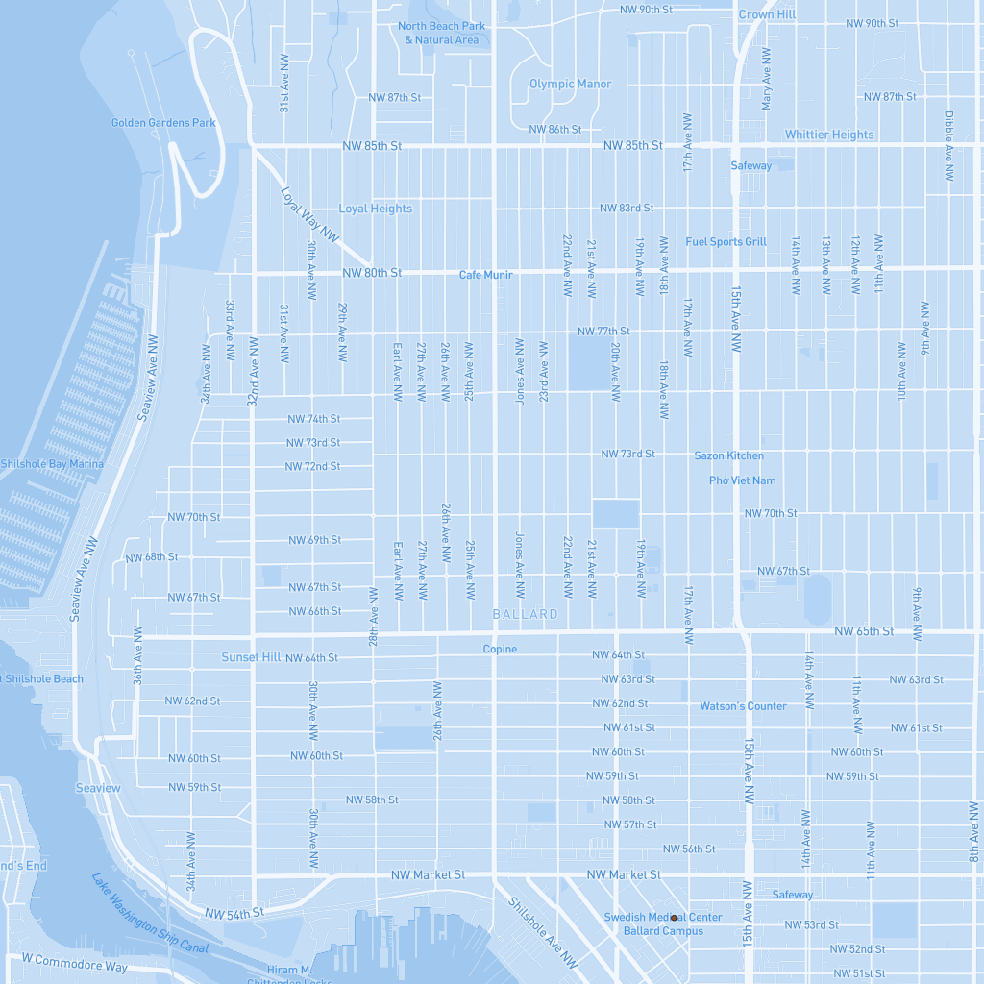 NW 90th St
Crown Hill
NW 90th St
North Beach Park
& Natural Area
31st Ave NW
Mary Ave NW
Olympic Manor
NW 87th St
NW 87th St
Golden Gardens Park
NW 86th St
17th Ave NW
Whittier Heights
Dibble Ave NW
NW 85th St
NW 85th St
Safeway
Loyal Way NW
Loyal Heights
NW 83rd St
30th Ave NW
22nd Ave NW
21st Ave NW
19th Ave NW
18th Ave NW
Fuel Sports Grill
14th Ave NW
13th Ave NW
12th Ave NW
11th Ave NW
NW 80th St
Cafe Munir
33rd Ave NW
31st Ave NW
29th Ave NW
17th Ave NW
15th Ave NW
9th Ave NW
NW 77th St
Seaview Ave NW
32nd Ave NW
Earl Ave NW
27th Ave NW
26th Ave NW
25th Ave NW
Jones Ave NW
23rd Ave NW
20th Ave NW
18th Ave NW
10th Ave NW
37th Ave NW
NW 74th St
NW 73rd St
NW 72nd St
NW 73rd St
Sazon Kitchen
Shilshole Bay Marina
Pho Viet Nam
NW 70th St
NW 70th St
26th Ave NW
NW 69th St
Seaview Ave NW
NW 68th St
Earl Ave NW
27th Ave NW
25th Ave NW
Jones Ave NW
22nd Ave NW
21st Ave NW
19th Ave NW
NW 67th St
NW 67th St
NW 67th St
28th Ave NW
17th Ave NW
9th Ave NW
NW 66th St
BALLARD
36th Ave NW
NW 65th St
Copine
Sunset Hill
NW 64th St
NW 64th St
Shilshole Beach
30th Ave NW
26th Ave NW
NW 63rd St
14th Ave NW
11th Ave NW
NW 63rd St
NW 62nd St
NW 62nd St
Watson's Counter
NW 61st St
NW 61st St
NW 60th St
NW 60th St
NW 60th St
NW 60th St
15th Ave NW
NW 59th St
NW 59th St
NW 59th St
Seaview
NW 58th St
NW 57th St
30th Ave NW
14th Ave NW
11th Ave NW
8th Ave NW
34th Ave NW
NW 56th St
NW Market St
NW Market St
Lake Washington Ship Canal
NW 54th St
Shilshole Ave NW
15th Ave NW
Safeway
Swedish Medical Center
Ballard Campus
NW 53rd St
NW 52nd St
W Commodore Way
Hiram M.
Chittenden Locks
NW 51st St